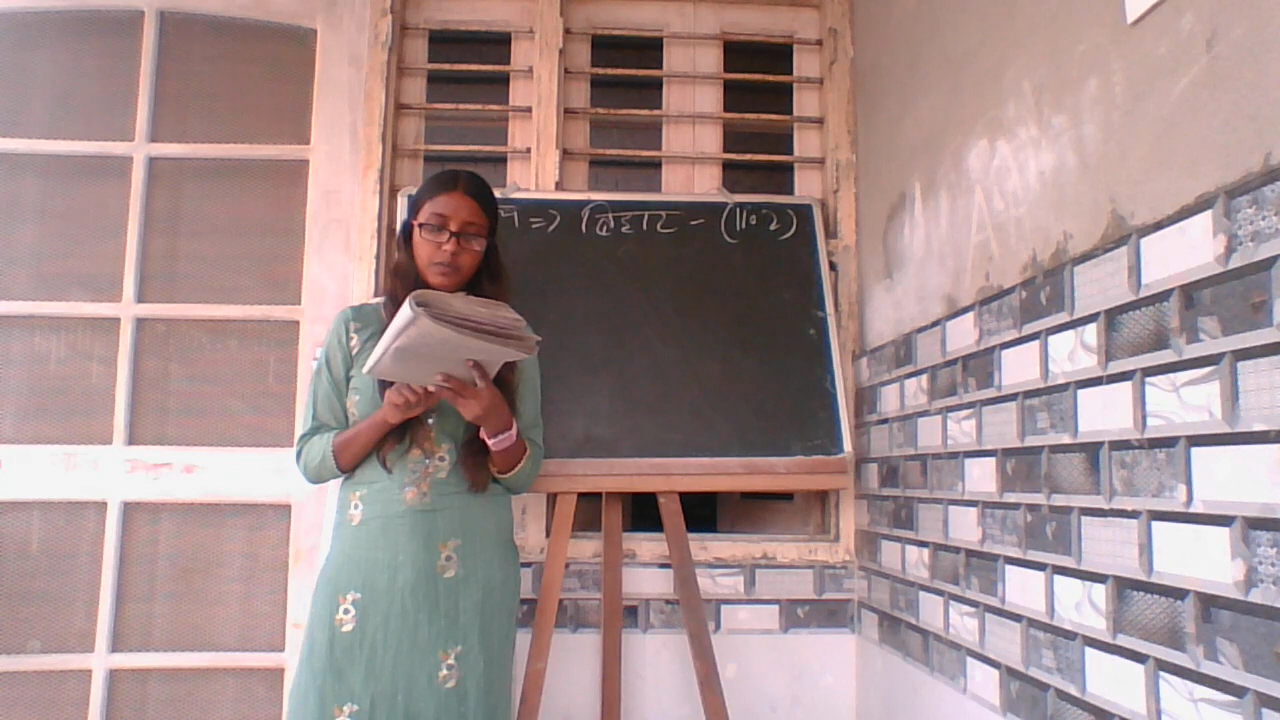 => बिहार - (11.2)